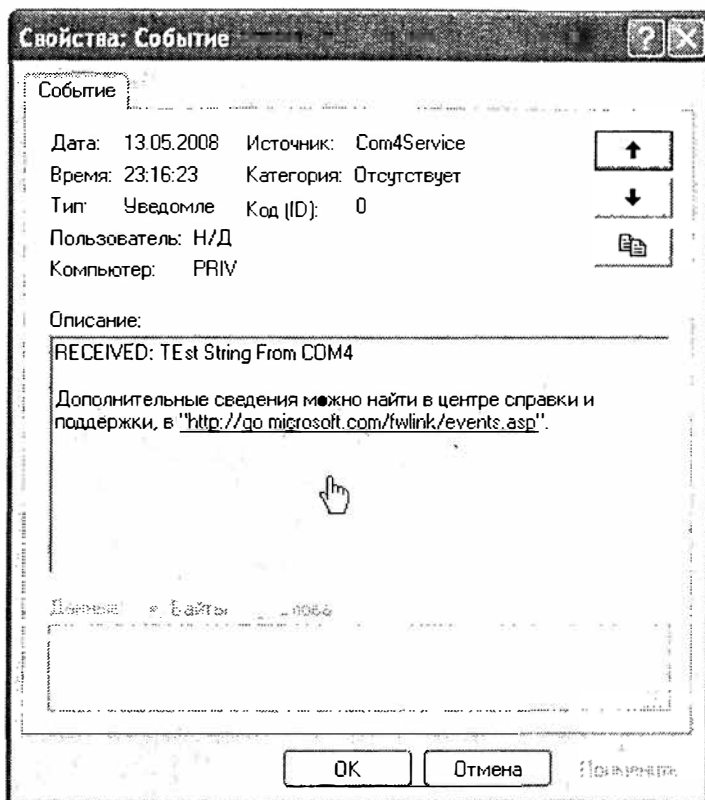 Свойства: Событие
Событие
Дата: 13.05.2008 Источник: Com4Service
Время: 23:16:23 Категория: Отсутствует
Тип: Уведомле Код (ID): 0
Пользователь: Н/Д
Компьютер: PRIV
Описание:
RECEIVED: TEst String From COM4
Дополнительные сведения можно найти в центре справки и
поддержки, в "http://go.microsoft.com/fwlink/events.asp".
Данные: Байты
OK Отмена Применить